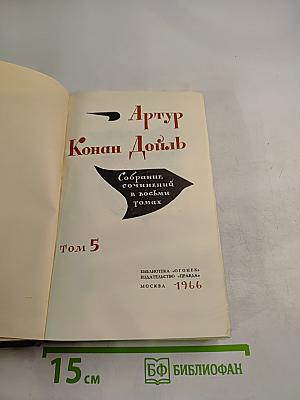 Артур
Конан Дойль
Собрание
сочинений
в восьми
томах
том 5
БИБЛИОТЕКА «ОГОНЕК»
ИЗДАТЕЛЬСТВО «ПРАВДА»
МОСКВА 1966
15 см
БФ БИБЛИОФАН